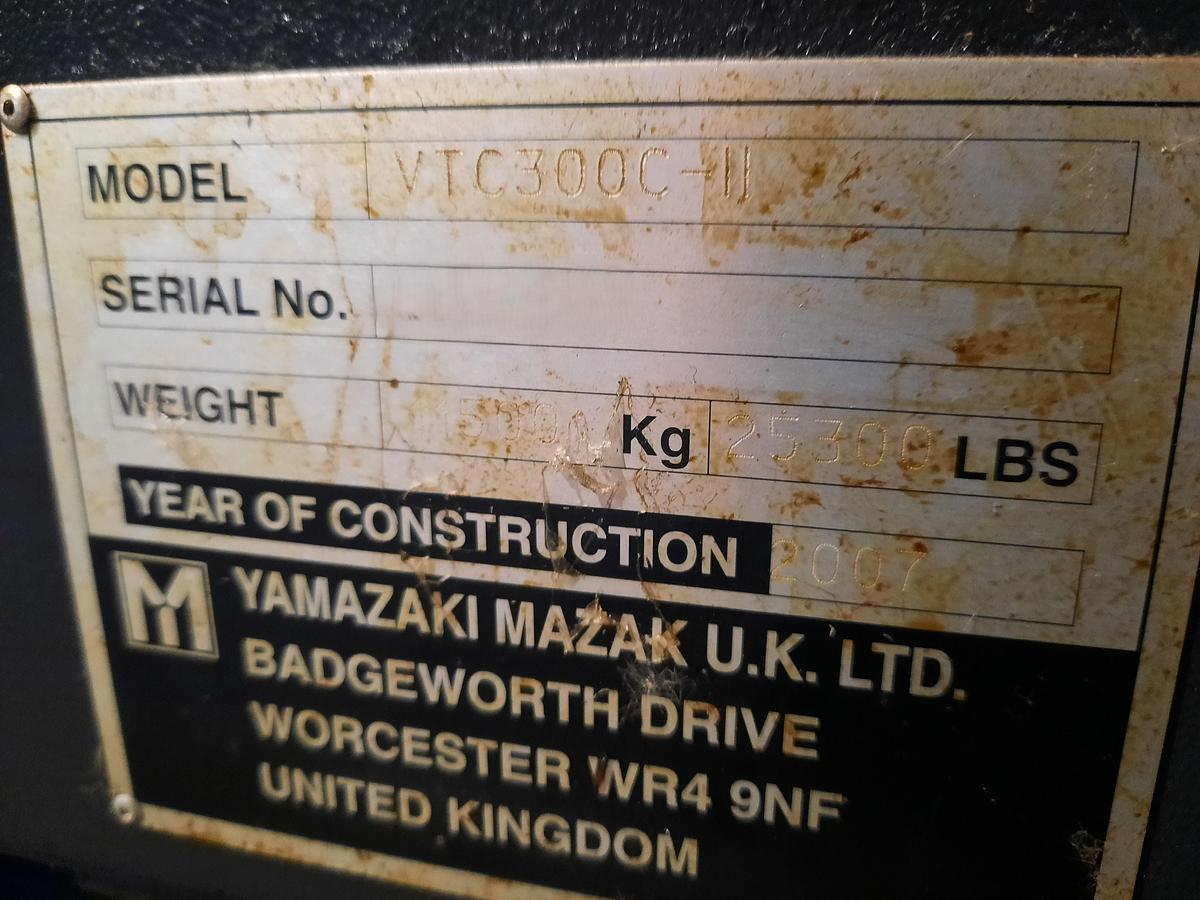 MODEL VTC300C-II
SERIAL No.
WEIGHT Kg 25300 LBS
YEAR OF CONSTRUCTION 2007
YAMAZAKI MAZAK U.K. LTD.
BADGEWORTH DRIVE
WORCESTER WR4 9NF
UNITED KINGDOM